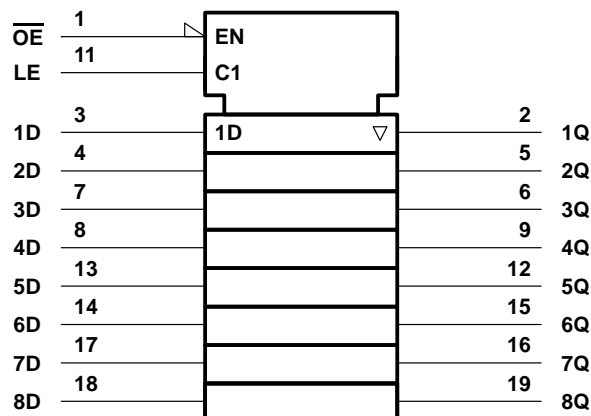 OE 1 EN
LE 11 C1
1D 3 1D ▽ 2 1Q
2D 4 5 2Q
3D 7 6 3Q
4D 8 9 4Q
5D 13 12 5Q
6D 14 15 6Q
7D 17 16 7Q
8D 18 19 8Q